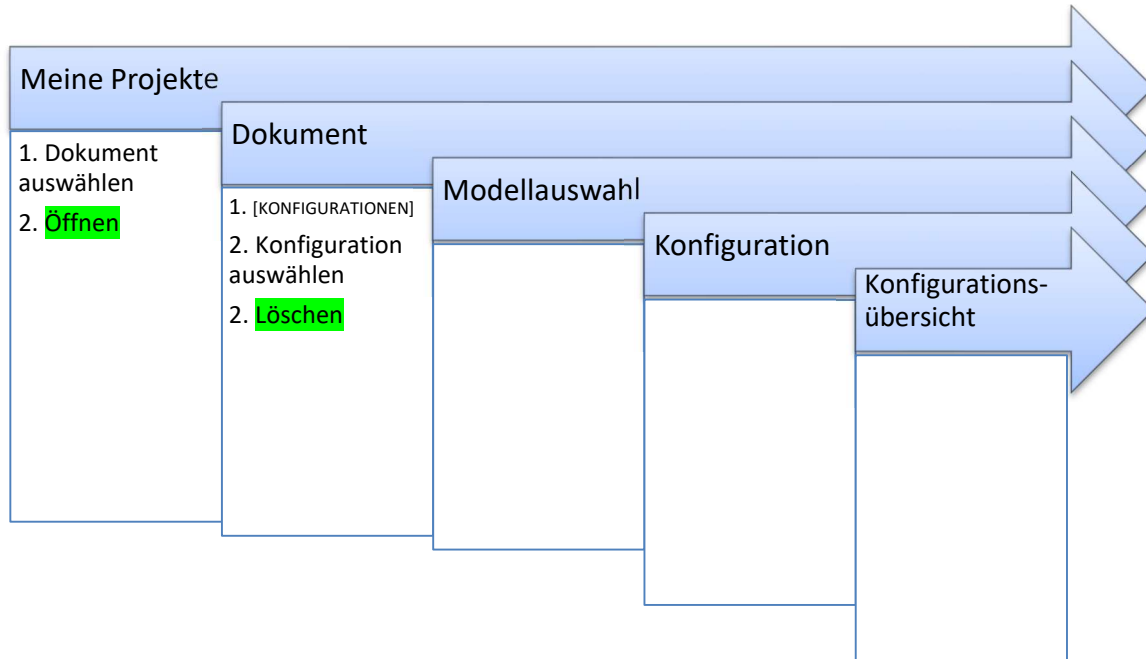 Meine Projekte
1. Dokument
auswählen
2. Öffnen
Dokument
1. [KONFIGURATIONEN]
2. Konfiguration
auswählen
2. Löschen
Modellauswahl
Konfiguration
Konfigurations-
übersicht